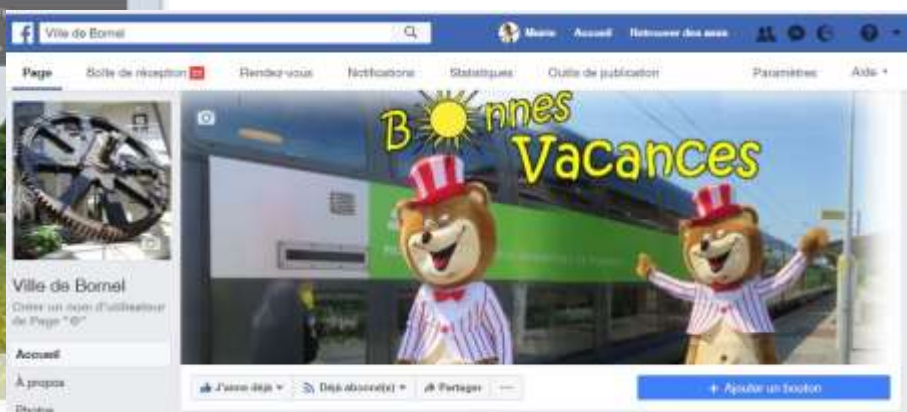 Ville de Bornel
Mairie Accueil Retrouver des amis
Page Boîte de réception Rendez-vous Notifications Statistiques Outils de publication Paramètres Aide
Bonnes
Vacances
Ville de Bornel
Créer un nom d'utilisateur
de Page "@"
Accueil
À propos
Photos
J'aime déjà Déjà abonné(e) Partager ...
+ Ajouter un bouton